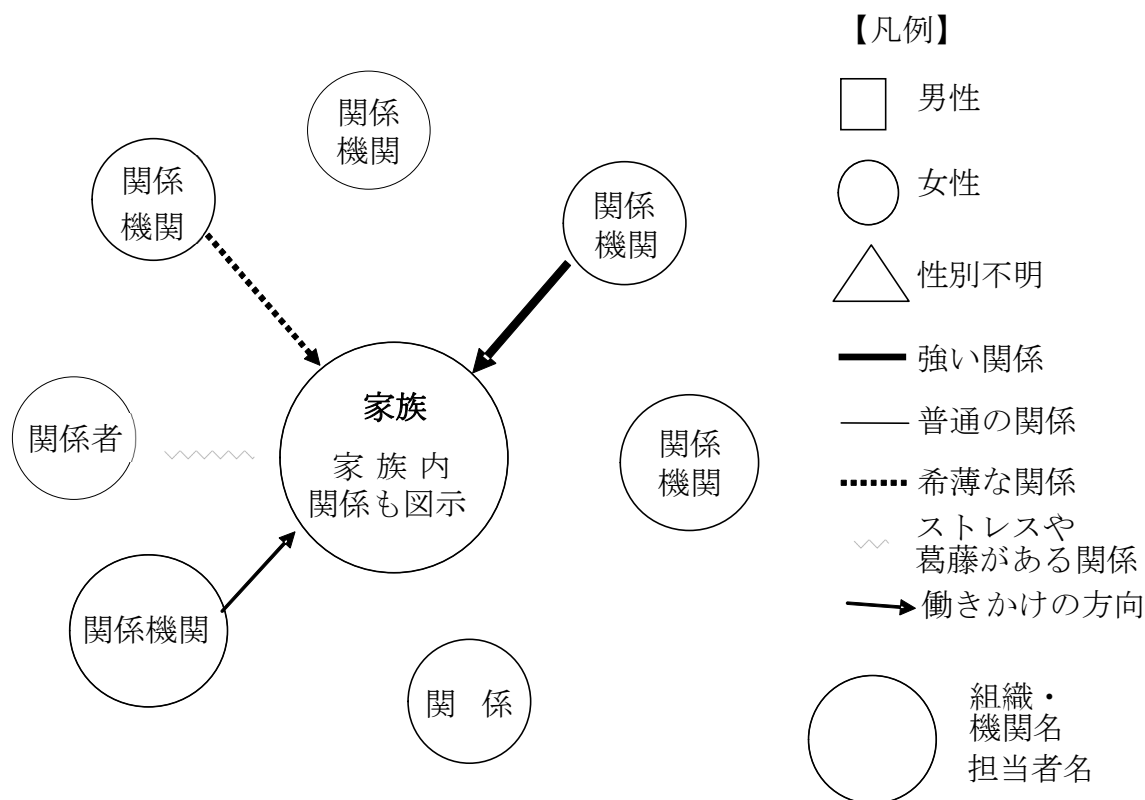 関係
機関
関係
機関
関係
機関
関係者
家族
家族内
関係も図示
関係
機関
関係機関
関係
【凡例】
男性
女性
性別不明
強い関係
普通の関係
希薄な関係
ストレスや
葛藤がある関係
働きかけの方向
組織・
機関名
担当者名